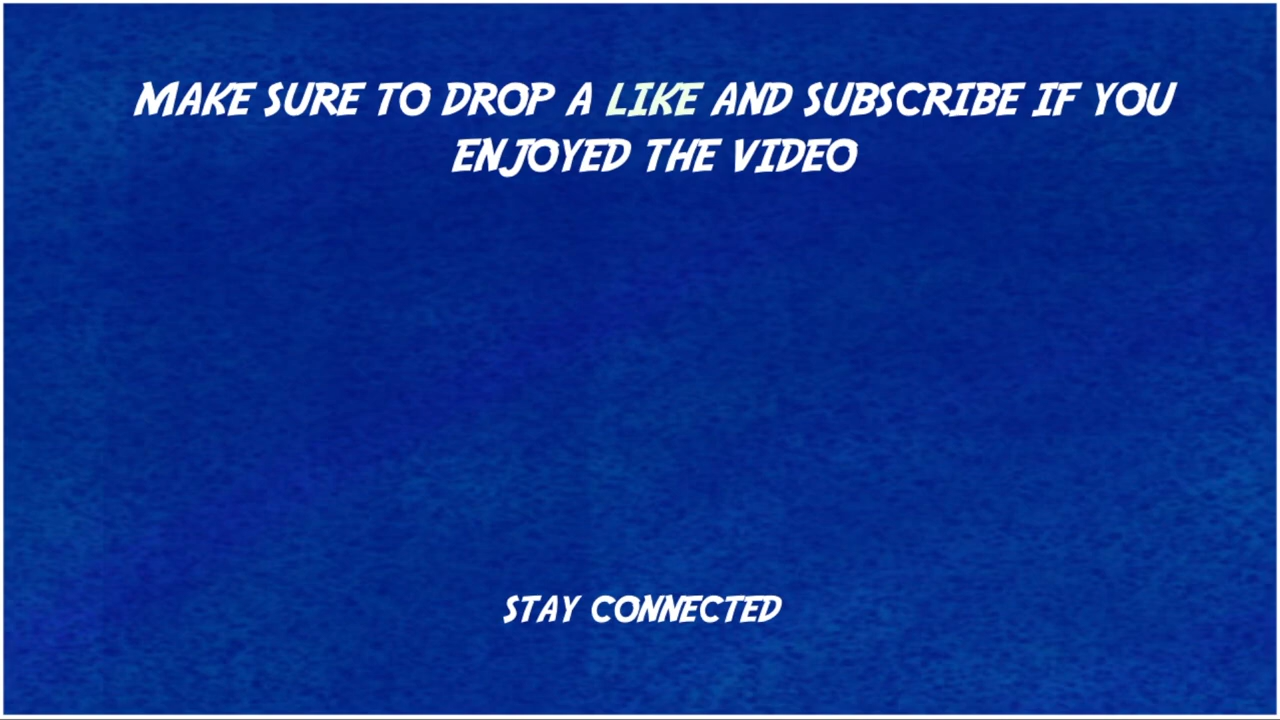 MAKE SURE TO DROP A LIKE AND SUBSCRIBE IF YOU
ENJOYED THE VIDEO
STAY CONNECTED